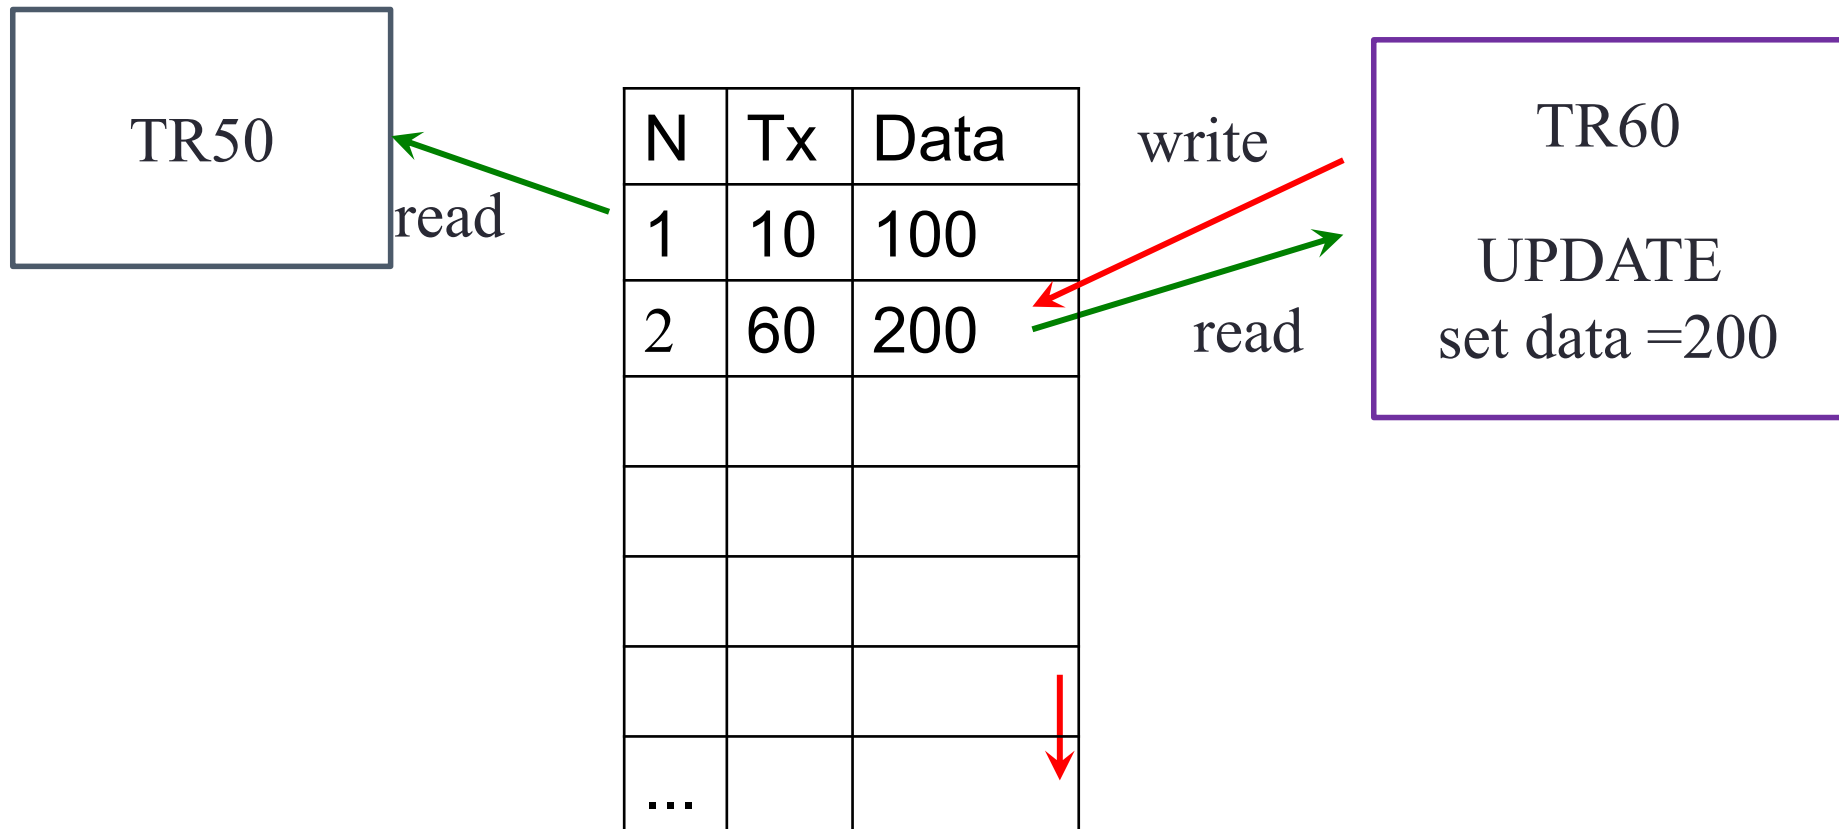 TR50
read
N Tx Data
1 10 100
2 60 200
...
write
read
TR60
UPDATE
set data =200